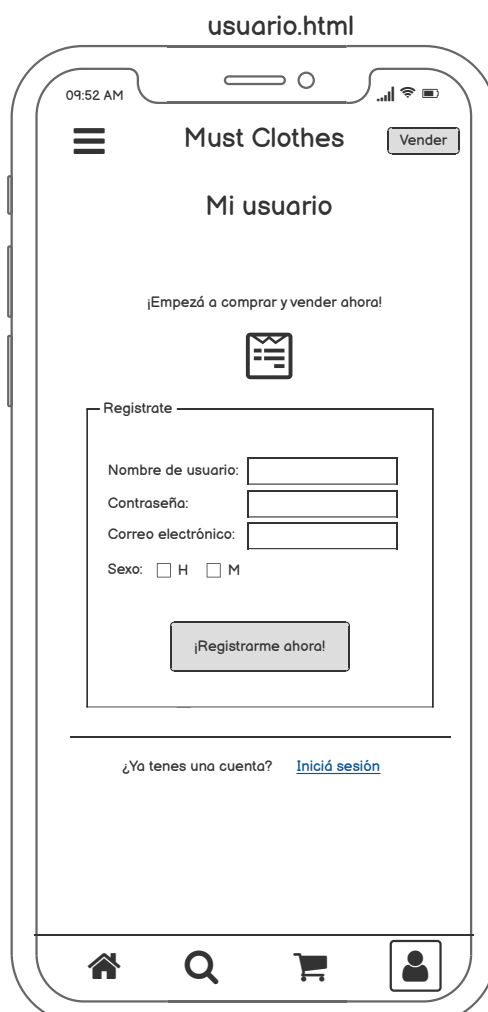 usuario.html
09:52 AM
Must Clothes
Vender
Mi usuario
¡Empezá a comprar y vender ahora!
Registrate
Nombre de usuario:
Contraseña:
Correo electrónico:
Sexo: H M
¡Registrarme ahora!
¿Ya tenes una cuenta? Iniciá sesión